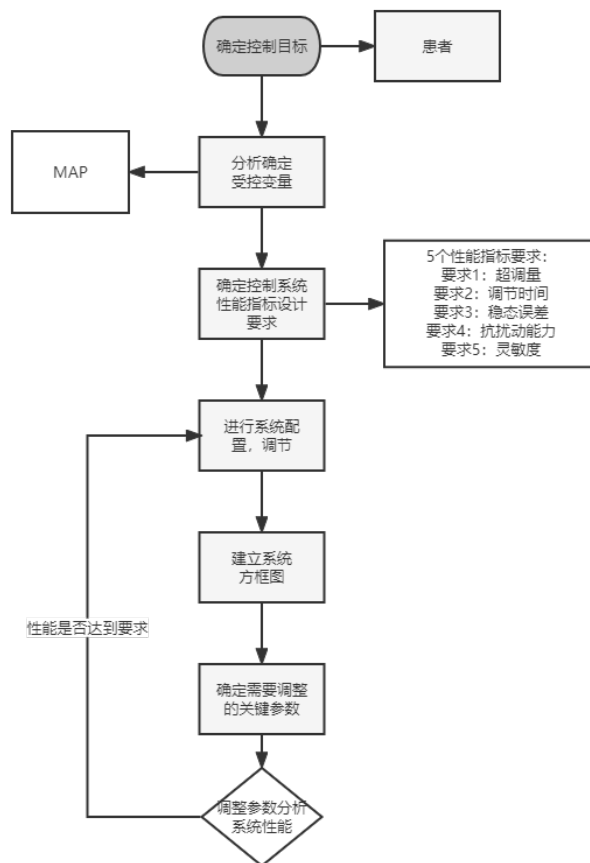 确定控制目标
患者
MAP
分析确定
受控变量
确定控制系统
性能指标设计
要求
5个性能指标要求：
要求1：超调量
要求2：调节时间
要求3：稳态误差
要求4：抗扰动能力
要求5：灵敏度
进行系统配
置，调节
建立系统
方框图
性能是否达到要求
确定需要调整
的关键参数
调整参数分析
系统性能